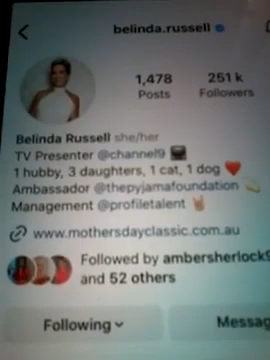 belinda.russell
1,478
251 k
Posts
Followers
Belinda Russell she/her
TV Presenter @channel9
1 hubby, 3 daughters, 1 cat, 1 dog ❤️
Ambassador @thepyjamafoundation
Management @profiletalent
www.mothersdayclassic.com.au
Followed by ambersherlock9
and 52 others
Following
Messag